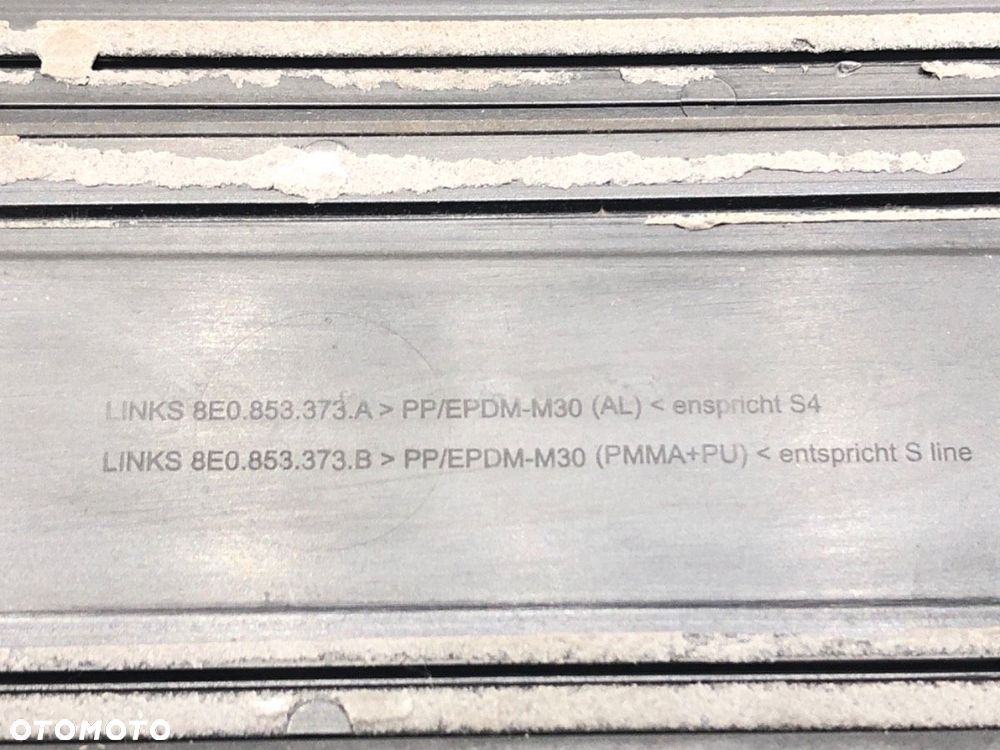 LINKS 8E0.853.373.A > PP/EPDM-M30 (AL) < enspricht S4
LINKS 8E0.853.373.B > PP/EPDM-M30 (PMMA+PU) < entspricht S line
OTOMOTO